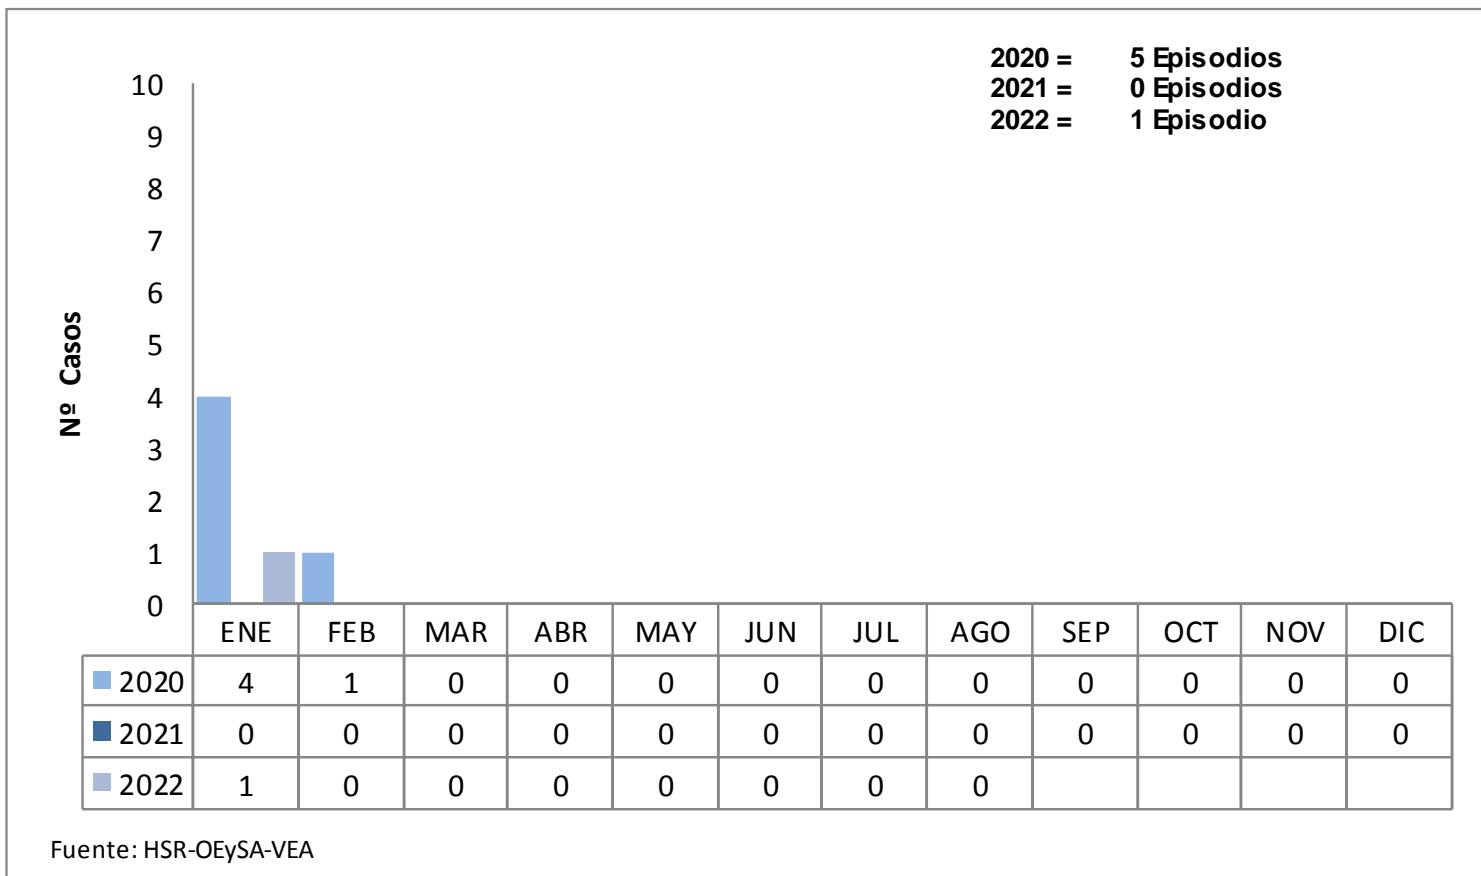 2020 = 5 Episodios
2021 = 0 Episodios
2022 = 1 Episodio
Nº Casos
10
9
8
7
6
5
4
3
2
1
0
ENE FEB MAR ABR MAY JUN JUL AGO SEP OCT NOV DIC
2020 4 1 0 0 0 0 0 0 0 0 0 0
2021 0 0 0 0 0 0 0 0 0 0 0 0
2022 1 0 0 0 0 0 0 0
Fuente: HSR-OEySA-VEA